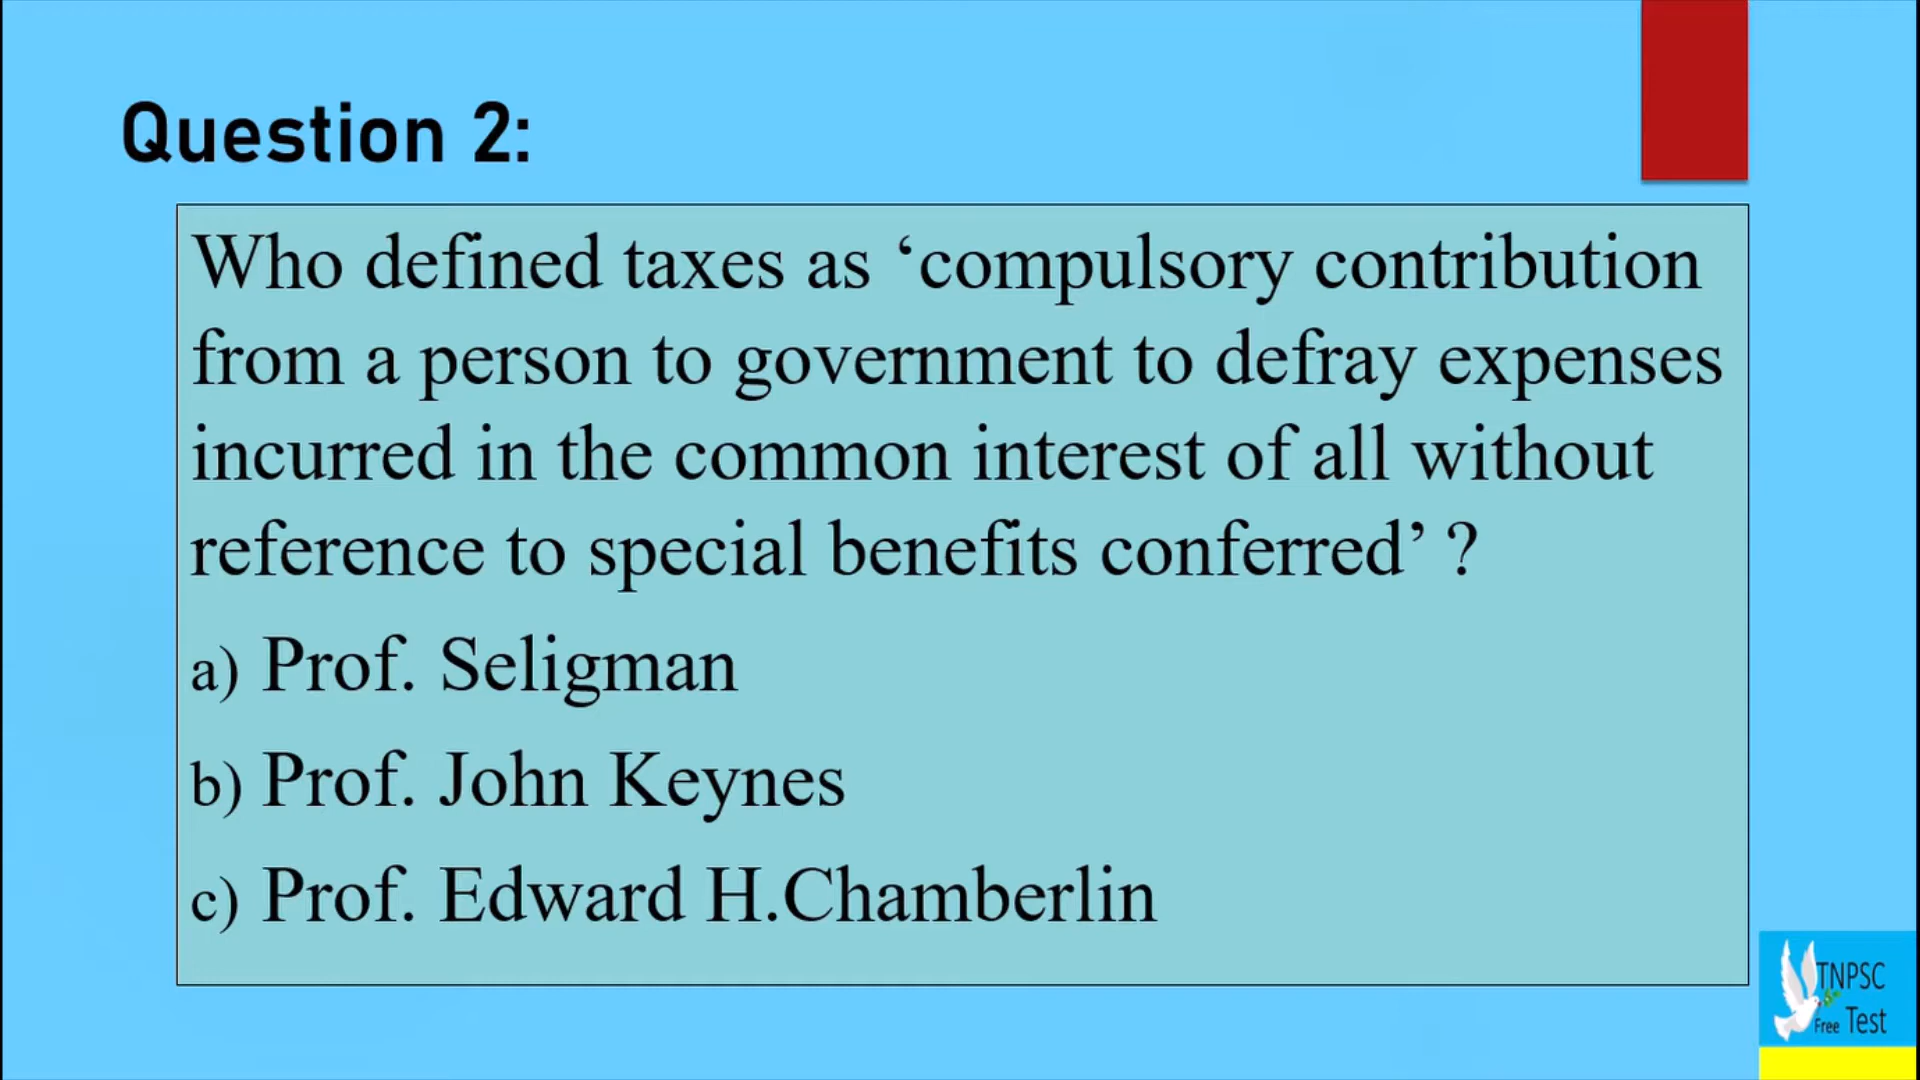 Question 2:
Who defined taxes as ‘compulsory contribution
from a person to government to defray expenses
incurred in the common interest of all without
reference to special benefits conferred’ ?
a) Prof. Seligman
b) Prof. John Keynes
c) Prof. Edward H.Chamberlin
TNPSC
Free Test